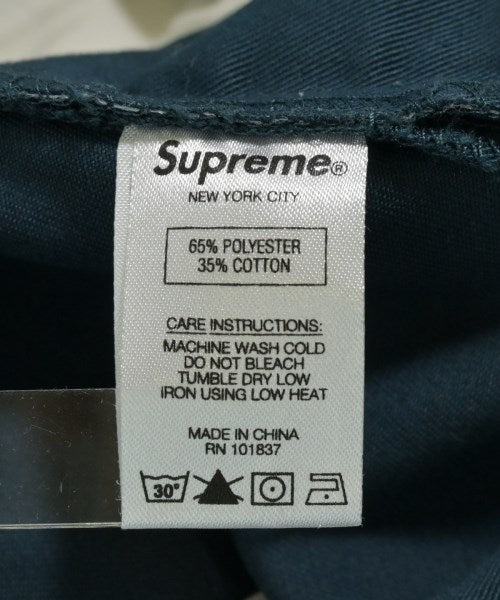 Supreme®
NEW YORK CITY
65% POLYESTER
35% COTTON
CARE INSTRUCTIONS:
MACHINE WASH COLD
DO NOT BLEACH
TUMBLE DRY LOW
IRON USING LOW HEAT
MADE IN CHINA
RN 101837
30°